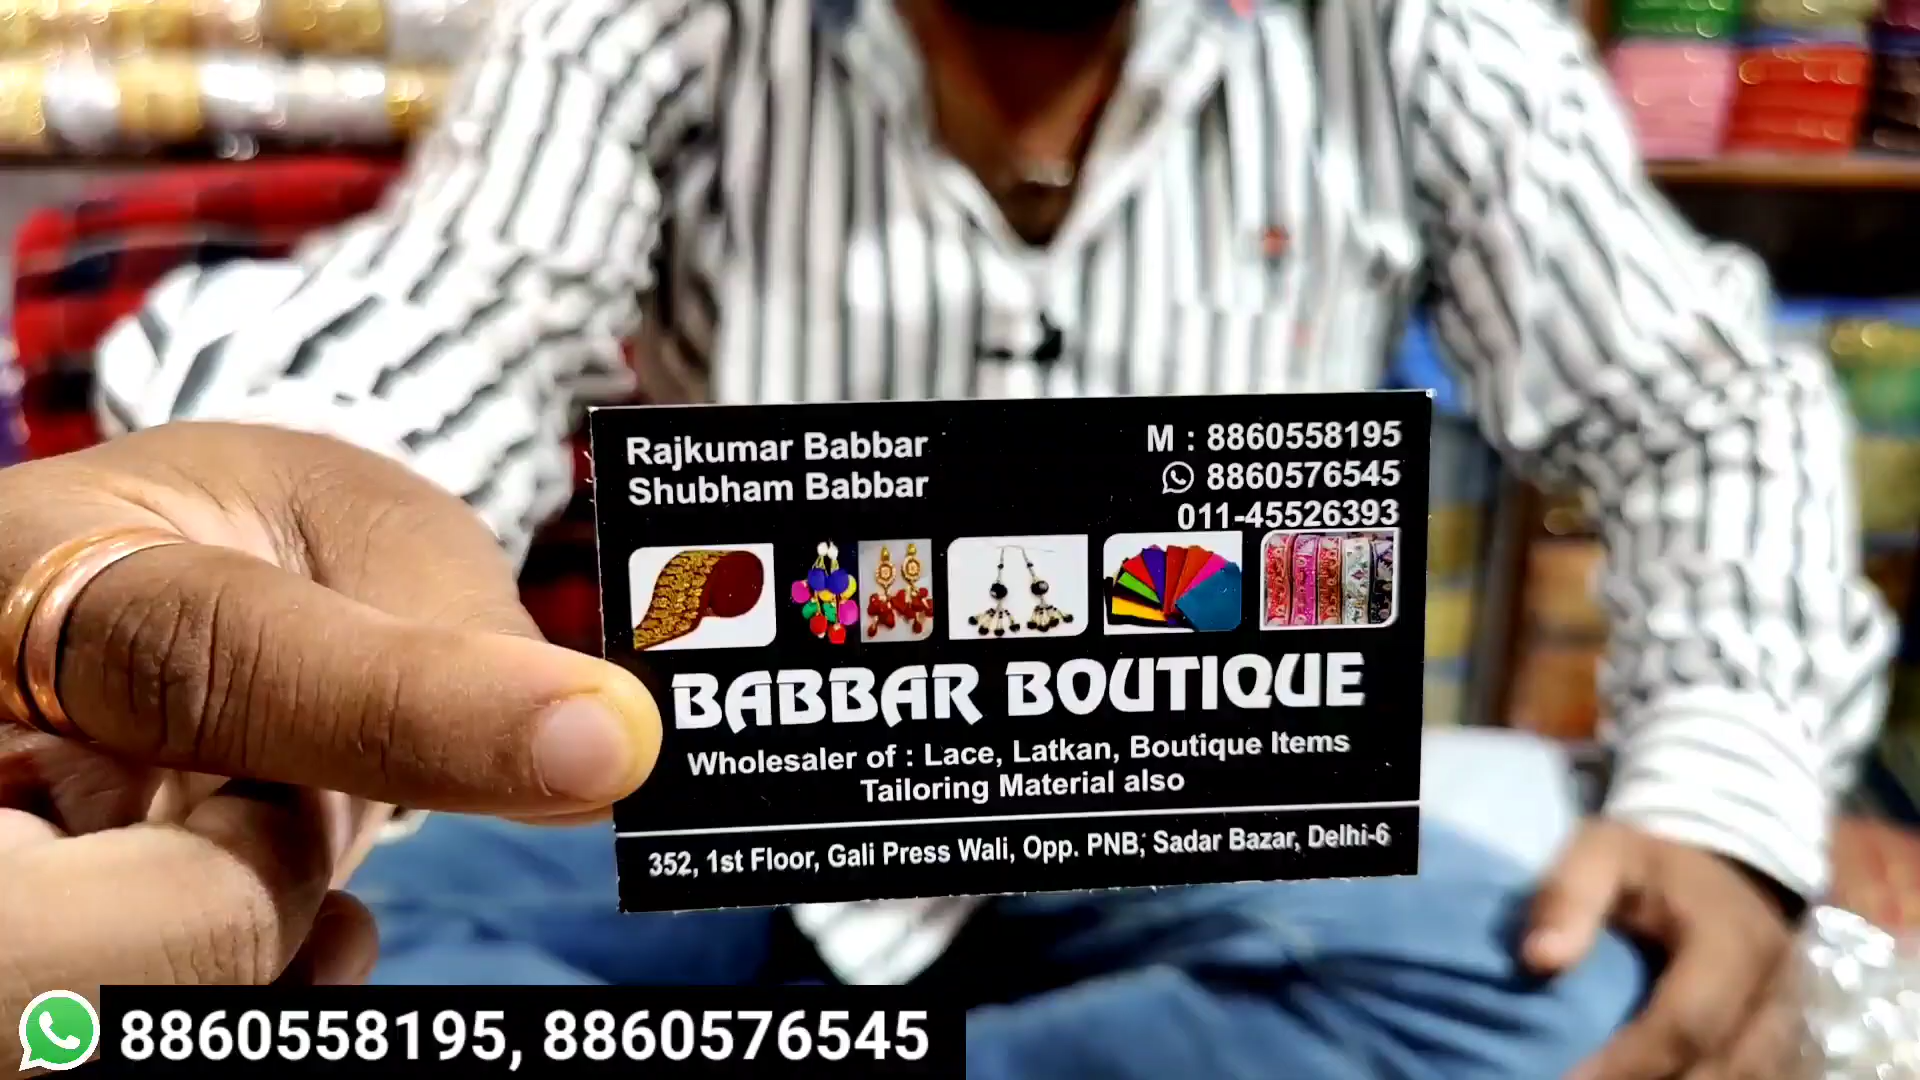 Rajkumar Babbar
Shubham Babbar
M : 8860558195
8860576545
011-45526393
BABBAR BOUTIQUE
Wholesaler of : Lace, Latkan, Boutique Items
Tailoring Material also
352, 1st Floor, Gali Press Wali, Opp. PNB, Sadar Bazar, Delhi-6
8860558195, 8860576545